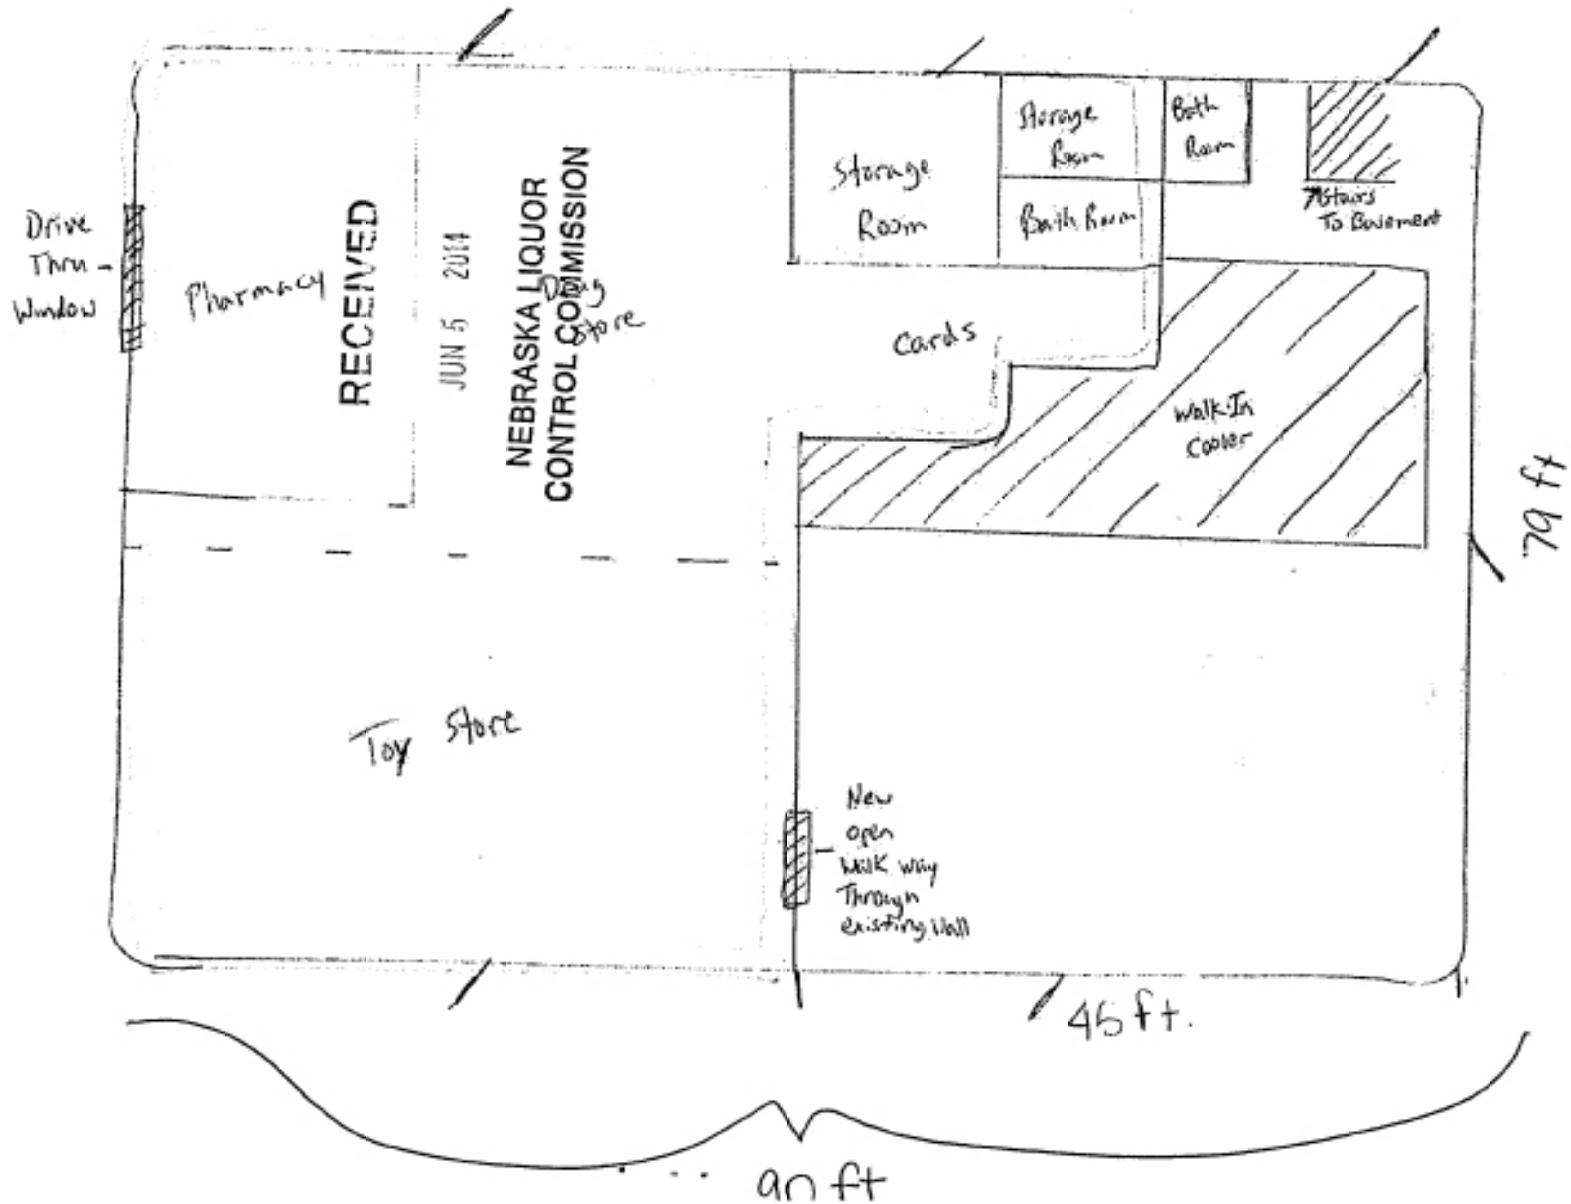 Drive
Thru
Window
Pharmacy
RECEIVED
JUN 5 2014
NEBRASKA LIQUOR
CONTROL COMMISSION
Drug
Store
Storage
Room
Storage
Room
Bath
Room
Bath Room
Stairs
To Basement
Cards
Walk-In
Cooler
79 ft
Toy Store
New
open
Walk way
Through
existing Wall
45 ft.
90 ft